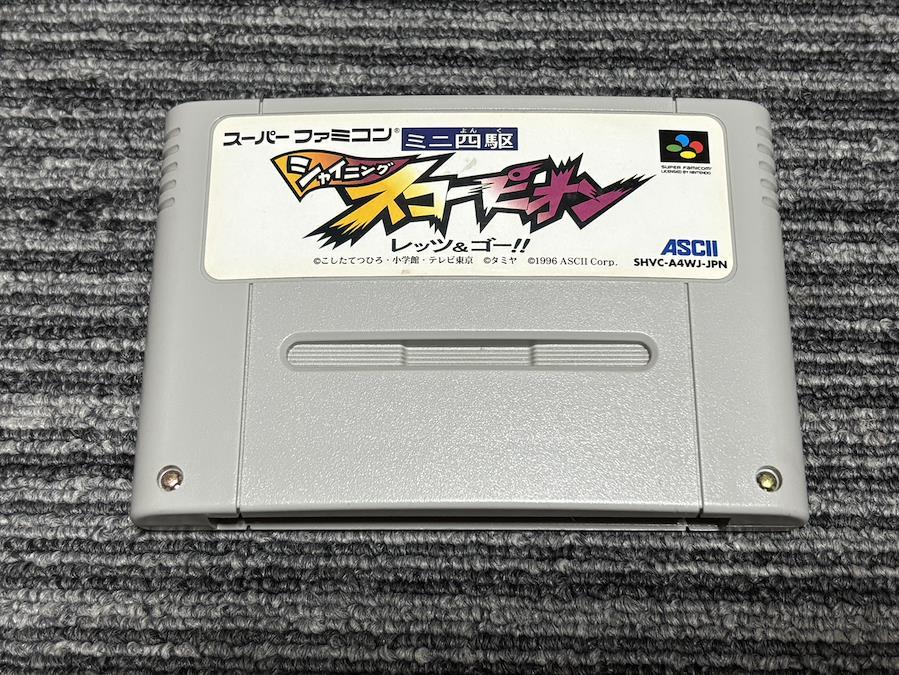 スーパーファミコン® ミニ四駆
よんく
シャイニング
スコーピオン
レッツ&ゴー!!
©こしたてつひろ・小学館・テレビ東京 ©タミヤ ©1996 ASCII Corp.
SUPER FAMICOM
LICENSED BY NINTENDO
ASCII
SHVC-A4WJ-JPN